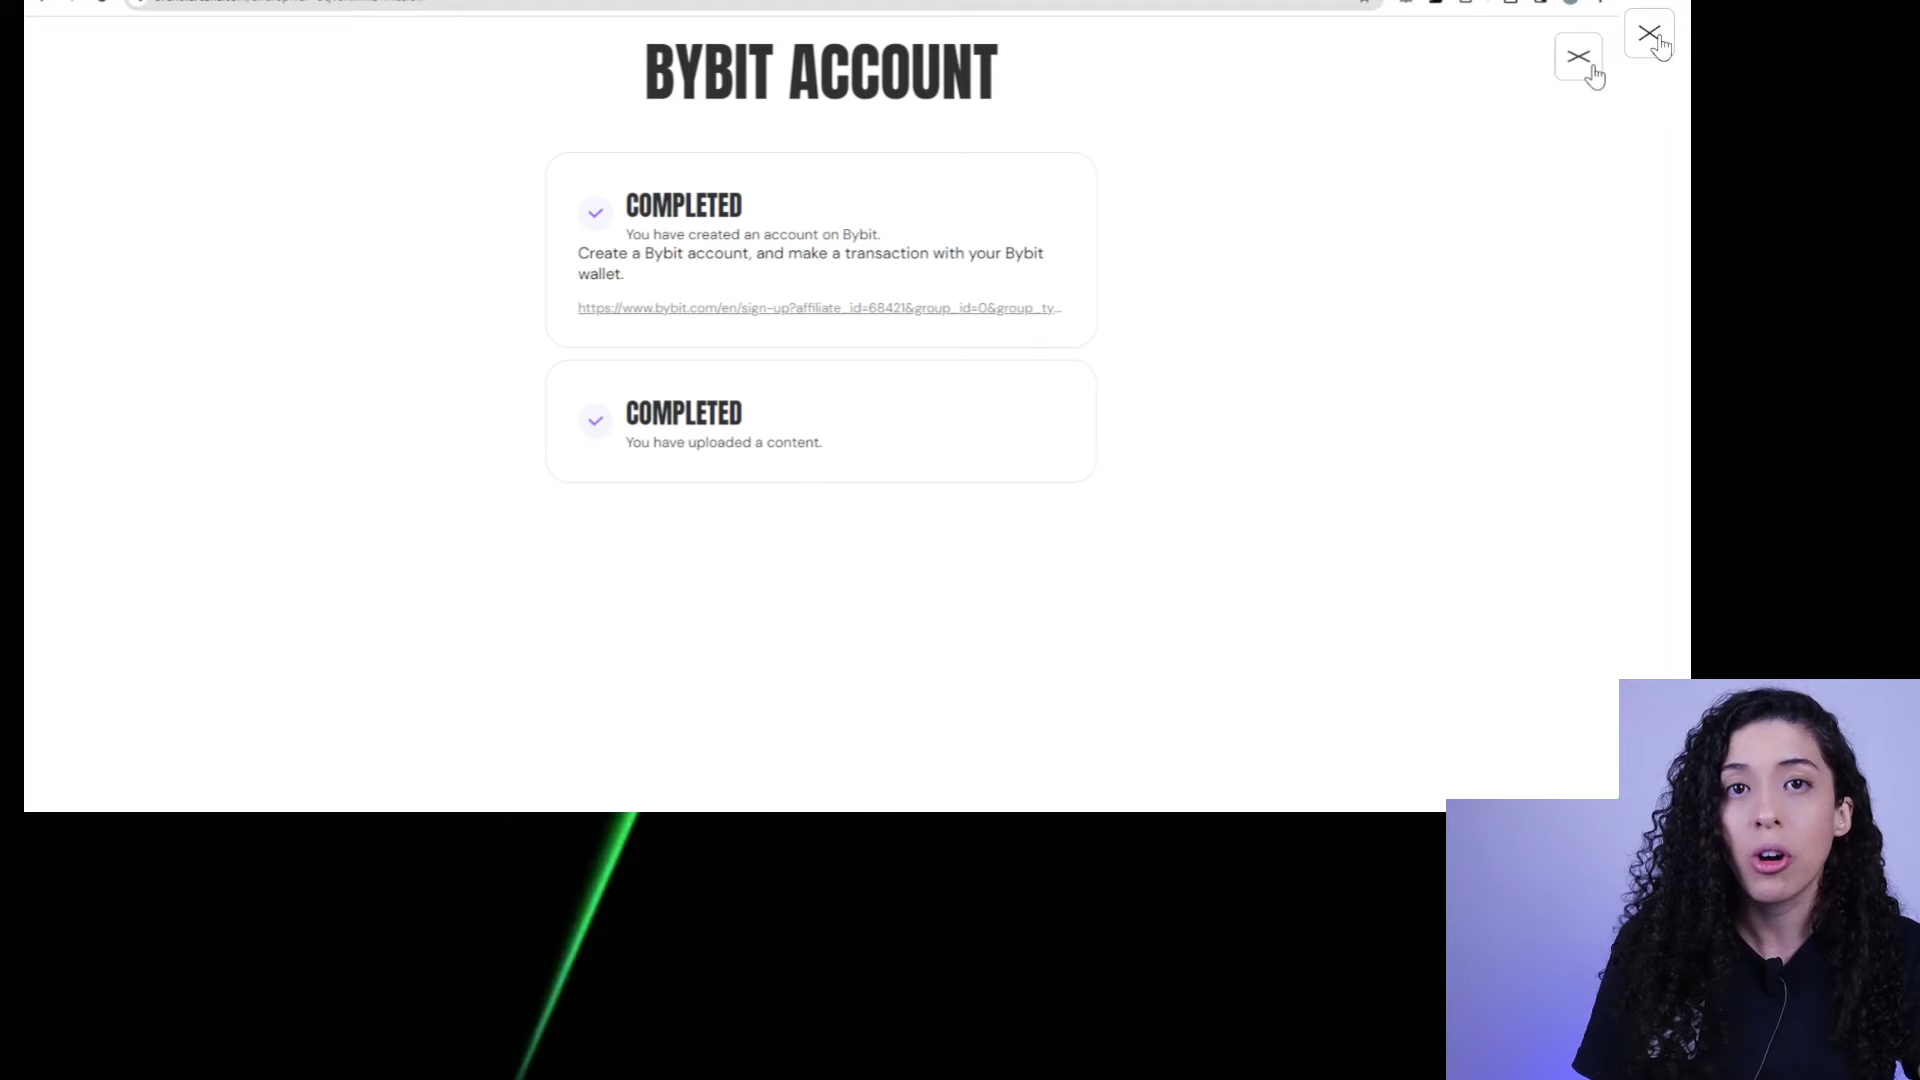 BYBIT ACCOUNT
COMPLETED
You have created an account on Bybit.
Create a Bybit account, and make a transaction with your Bybit
wallet.
https://www.bybit.com/en/sign-up?affiliate_id=68421&group_id=0&group_ty...
COMPLETED
You have uploaded a content.